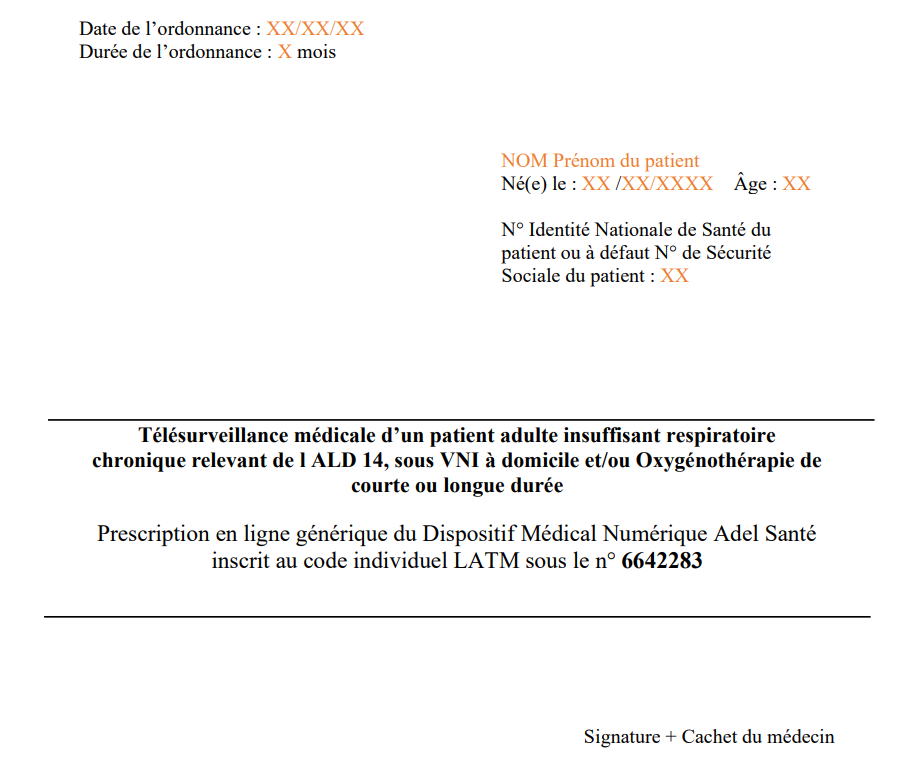 Date de l’ordonnance : XX/XX/XX
Durée de l’ordonnance : X mois
NOM Prénom du patient
Né(e) le : XX /XX/XXXX Âge : XX
N° Identité Nationale de Santé du
patient ou à défaut N° de Sécurité
Sociale du patient : XX
Télésurveillance médicale d’un patient adulte insuffisant respiratoire
chronique relevant de l ALD 14, sous VNI à domicile et/ou Oxygénothérapie de
courte ou longue durée
Prescription en ligne générique du Dispositif Médical Numérique Adel Santé
inscrit au code individuel LATM sous le n° 6642283
Signature + Cachet du médecin